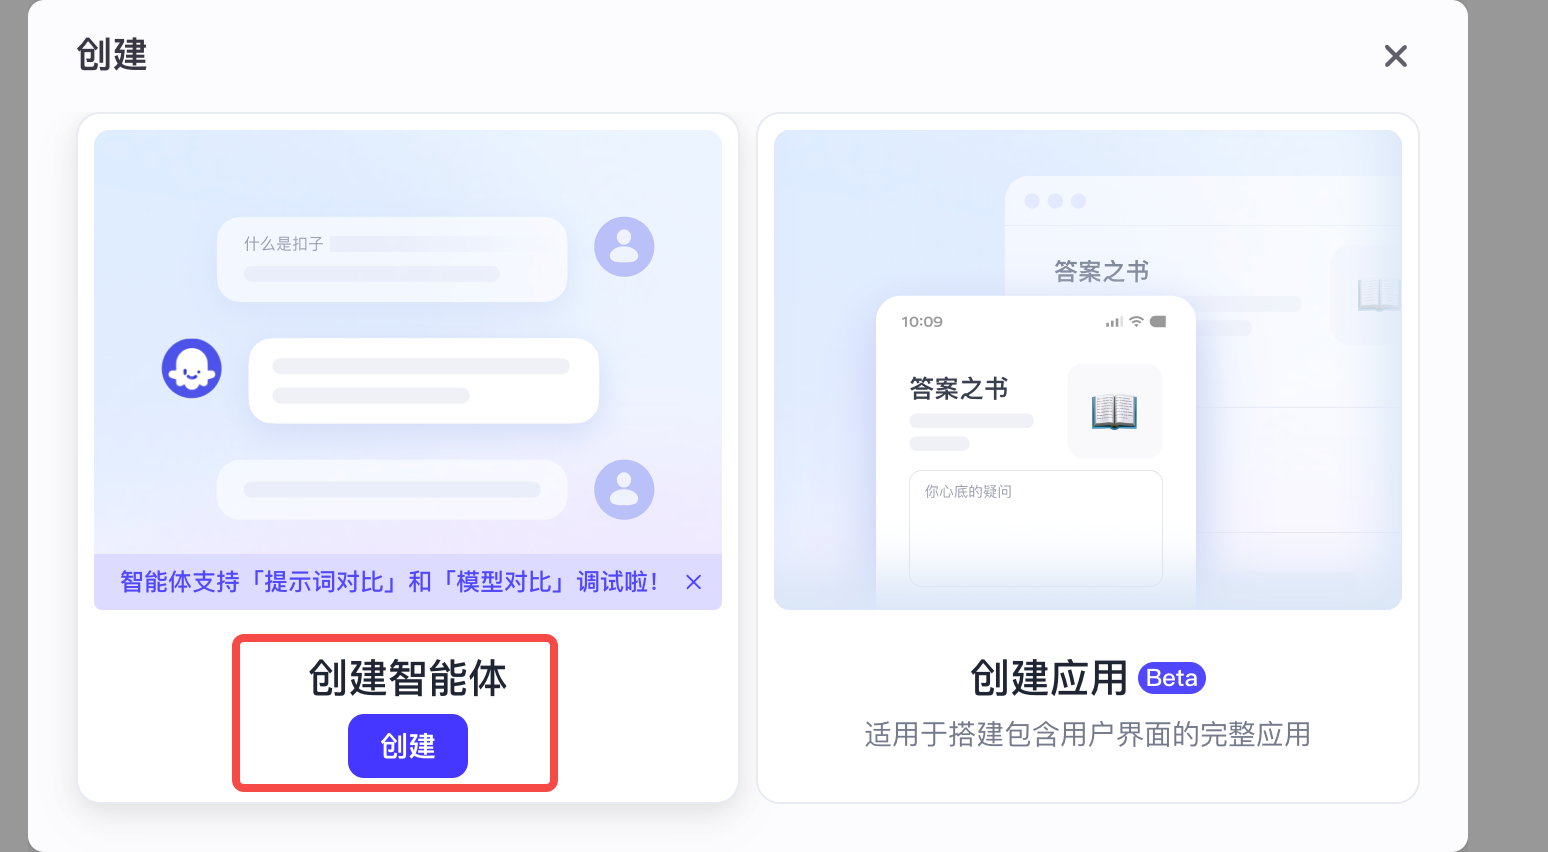 创建
什么是扣子
智能体支持「提示词对比」和「模型对比」调试啦！
创建智能体
创建
答案之书
10:09
答案之书
你心底的疑问
创建应用 Beta
适用于搭建包含用户界面的完整应用